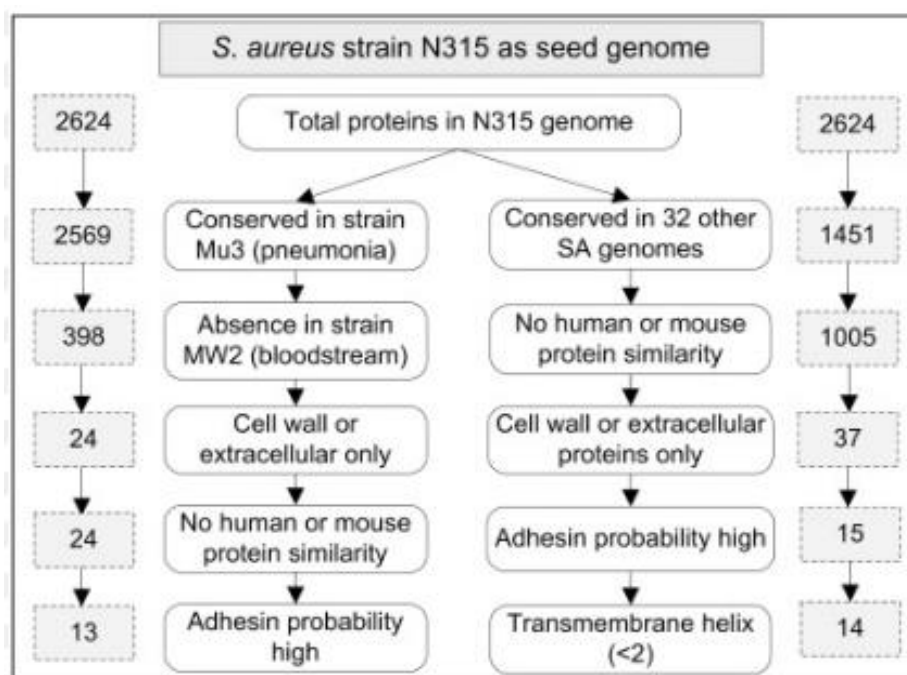 S. aureus strain N315 as seed genome
2624
Total proteins in N315 genome
2624
2569
Conserved in strain
Mu3 (pneumonia)
Conserved in 32 other
SA genomes
1451
398
Absence in strain
MW2 (bloodstream)
No human or mouse
protein similarity
1005
24
Cell wall or
extracellular only
Cell wall or extracellular
proteins only
37
24
No human or mouse
protein similarity
Adhesin probability high
15
13
Adhesin probability
high
Transmembrane helix
(<2)
14